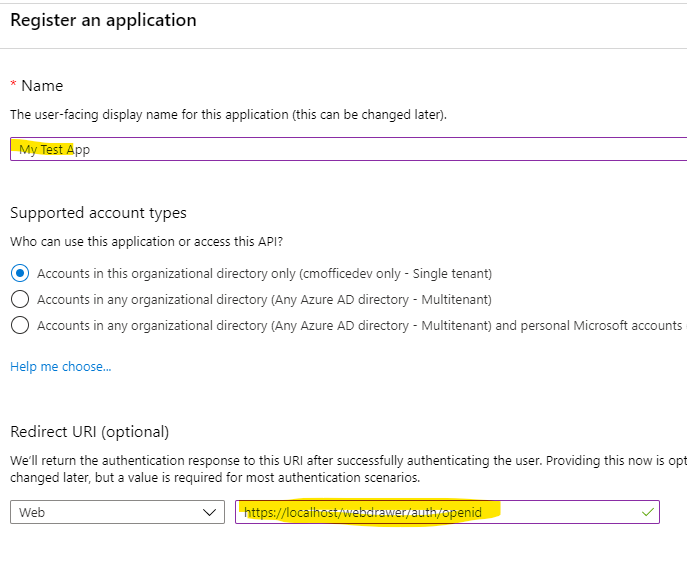 Register an application
* Name
The user-facing display name for this application (this can be changed later).
My Test App
Supported account types
Who can use this application or access this API?
Accounts in this organizational directory only (cmofficedev only - Single tenant)
Accounts in any organizational directory (Any Azure AD directory - Multitenant)
Accounts in any organizational directory (Any Azure AD directory - Multitenant) and personal Microsoft accounts
Help me choose...
Redirect URI (optional)
We'll return the authentication response to this URI after successfully authenticating the user. Providing this now is opt
changed later, but a value is required for most authentication scenarios.
Web https://localhost/webdrawer/auth/openid